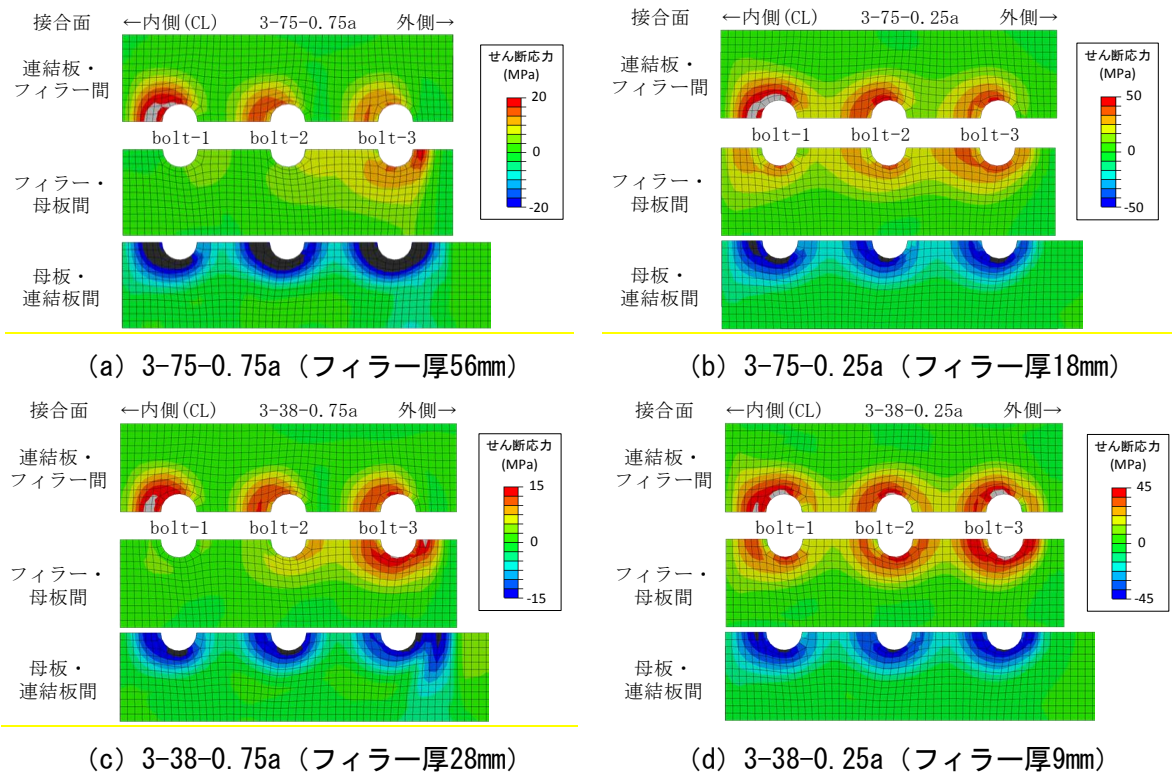 接合面 ←内側(CL) 3-75-0.75a 外側→
連結板・
フィラー間
bolt-1 bolt-2 bolt-3
フィラー・
母板間
母板・
連結板間
せん断応力
(MPa)
20
0
-20
(a) 3-75-0.75a (フィラー厚56mm)
接合面 ←内側(CL) 3-75-0.25a 外側→
連結板・
フィラー間
bolt-1 bolt-2 bolt-3
フィラー・
母板間
母板・
連結板間
せん断応力
(MPa)
50
0
-50
(b) 3-75-0.25a (フィラー厚18mm)
接合面 ←内側(CL) 3-38-0.75a 外側→
連結板・
フィラー間
bolt-1 bolt-2 bolt-3
フィラー・
母板間
母板・
連結板間
せん断応力
(MPa)
15
0
-15
(c) 3-38-0.75a (フィラー厚28mm)
接合面 ←内側(CL) 3-38-0.25a 外側→
連結板・
フィラー間
bolt-1 bolt-2 bolt-3
フィラー・
母板間
母板・
連結板間
せん断応力
(MPa)
45
0
-45
(d) 3-38-0.25a (フィラー厚9mm)